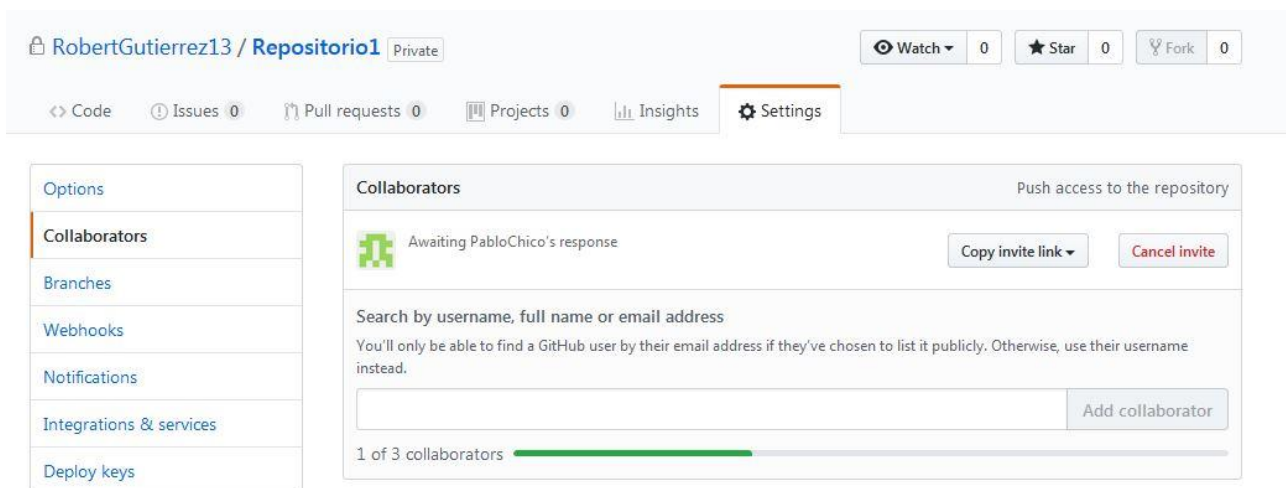 RobertGutierrez13 / Repositorio1 Private
Watch 0 Star 0 Fork 0
Code Issues 0 Pull requests 0 Projects 0 Insights Settings
Options
Collaborators
Branches
Webhooks
Notifications
Integrations & services
Deploy keys
Collaborators Push access to the repository
Awaiting PabloChico's response Copy invite link Cancel invite
Search by username, full name or email address
You'll only be able to find a GitHub user by their email address if they've chosen to list it publicly. Otherwise, use their username
instead.
Add collaborator
1 of 3 collaborators